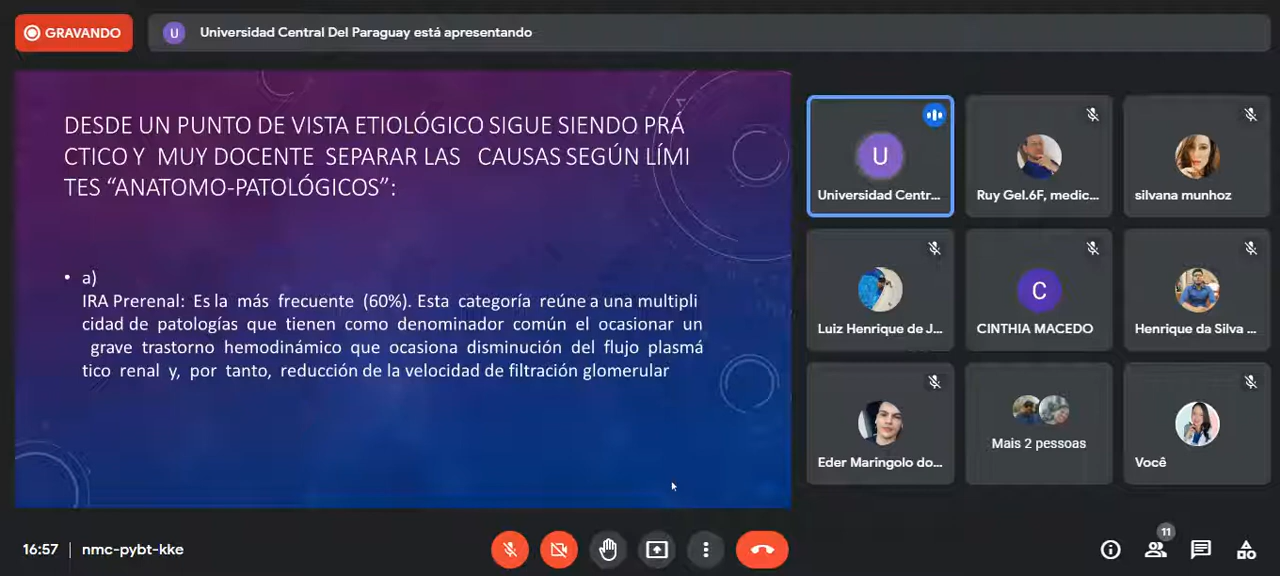 GRAVANDO
U
Universidad Central Del Paraguay está apresentando
DESDE UN PUNTO DE VISTA ETIOLÓGICO SIGUE SIENDO PRÁ
CTICO Y MUY DOCENTE SEPARAR LAS CAUSAS SEGÚN LÍMI
TES “ANATOMO-PATOLÓGICOS”:
• a)
IRA Prerenal: Es la más frecuente (60%). Esta categoría reúne a una multipli
cidad de patologías que tienen como denominador común el ocasionar un
grave trastorno hemodinámico que ocasiona disminución del flujo plasmá
tico renal y, por tanto, reducción de la velocidad de filtración glomerular
U
Universidad Centr...
Ruy Gel.6F, medic...
silvana munhoz
Luiz Henrique de J...
C
CINTHIA MACEDO
Henrique da Silva ...
Eder Maringolo do...
Mais 2 pessoas
Você
16:57 | nmc-pybt-kke
11